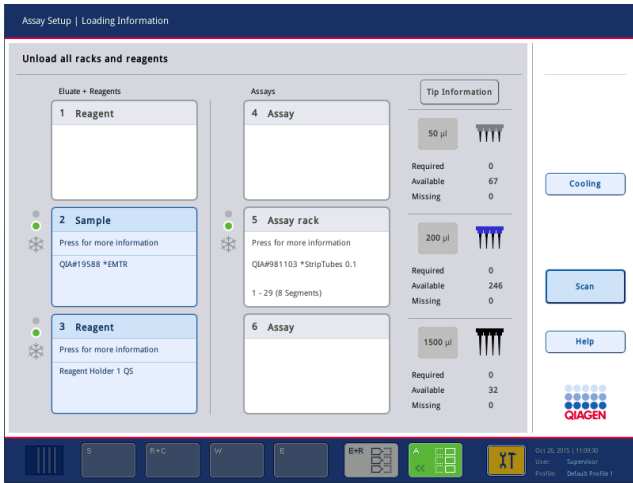 Assay Setup | Loading Information
Unload all racks and reagents
Eluate + Reagents
Assays
Tip Information
1 Reagent
4 Assay
50 µl
Required 0
Available 67
Missing 0
2 Sample
Press for more information
QIA#19588 *EMTR
5 Assay rack
Press for more information
QIA#981103 *StripTubes 0.1
1 - 29 (8 Segments)
200 µl
Required 0
Available 246
Missing 0
3 Reagent
Press for more information
Reagent Holder 1 QS
6 Assay
1500 µl
Required 0
Available 32
Missing 0
Cooling
Scan
Help
QIAGEN
S
R+C
W
E
E+R
A
Oct 26, 2015 | 11:09:30
User: Supervisor
Profile: Default Profile 1